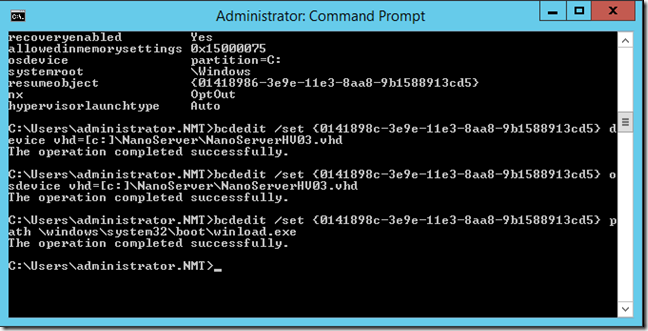 Administrator: Command Prompt
recoveryenabled         Yes
allowedinmemorysettings 0x15000075
osdevice                partition=C:
systemroot              \Windows
resumeobject            {01418986-3e9e-11e3-8aa8-9b1588913cd5}
nx                      OptOut
hypervisorlaunchtype    Auto
C:\Users\administrator.NMT>bcdedit /set {0141898c-3e9e-11e3-8aa8-9b1588913cd5} d
evice vhd=[c:]\NanoServer\NanoServerHV03.vhd
The operation completed successfully.
C:\Users\administrator.NMT>bcdedit /set {0141898c-3e9e-11e3-8aa8-9b1588913cd5} o
sdevice vhd=[c:]\NanoServer\NanoServerHV03.vhd
The operation completed successfully.
C:\Users\administrator.NMT>bcdedit /set {0141898c-3e9e-11e3-8aa8-9b1588913cd5} p
ath \windows\system32\boot\winload.exe
The operation completed successfully.
C:\Users\administrator.NMT>_